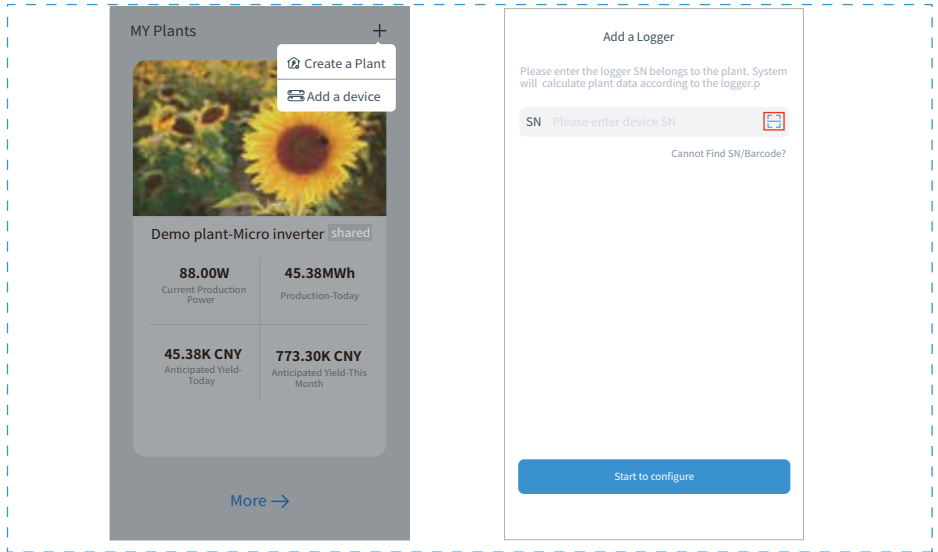 MY Plants
Create a Plant
Add a device
Demo plant-Micro inverter shared
88.00W
Current Production
Power
45.38MWh
Production-Today
45.38K CNY
Anticipated Yield-
Today
773.30K CNY
Anticipated Yield-This
Month
More
Add a Logger
Please enter the logger SN belongs to the plant. System
will calculate plant data according to the logger.p
SN Please enter device SN
Cannot Find SN/Barcode?
Start to configure